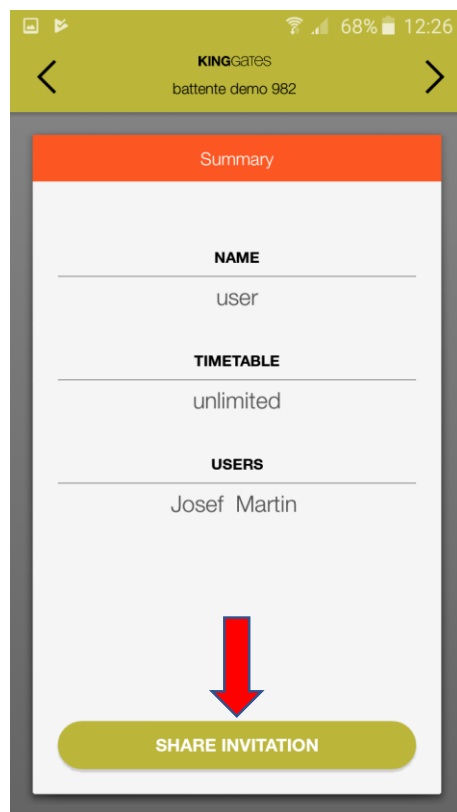 68% 12:26
KINGGATES
battente demo 982
Summary
NAME
user
TIMETABLE
unlimited
USERS
Josef Martin
SHARE INVITATION